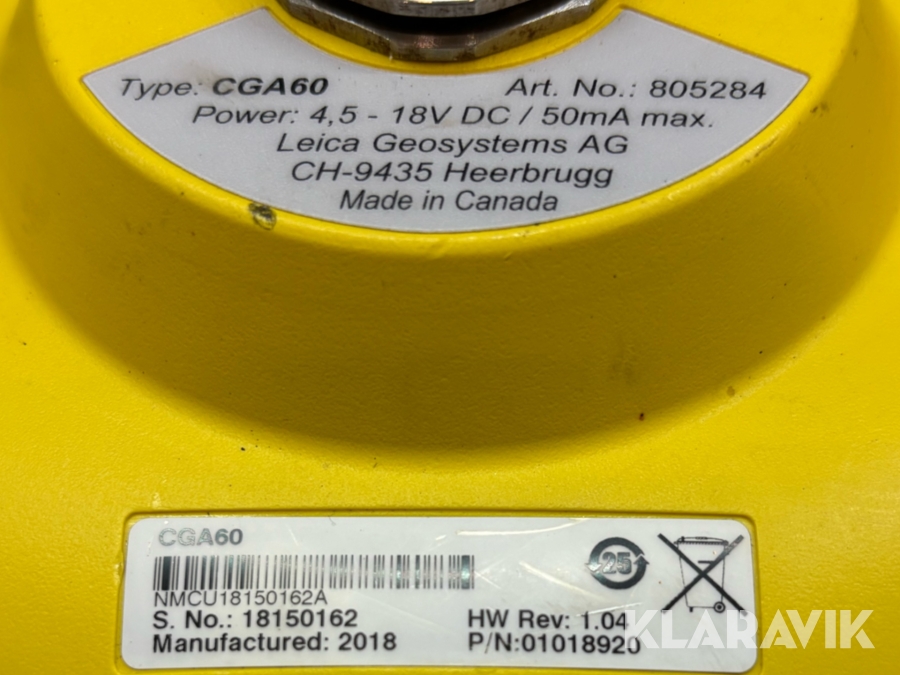 Type: CGA60 Art. No.: 805284
Power: 4,5 - 18V DC / 50mA max.
Leica Geosystems AG
CH-9435 Heerbrugg
Made in Canada
CGA60
25
NMCU18150162A
S. No.: 18150162 HW Rev: 1.04
Manufactured: 2018 P/N:01018920
KLARAVIK